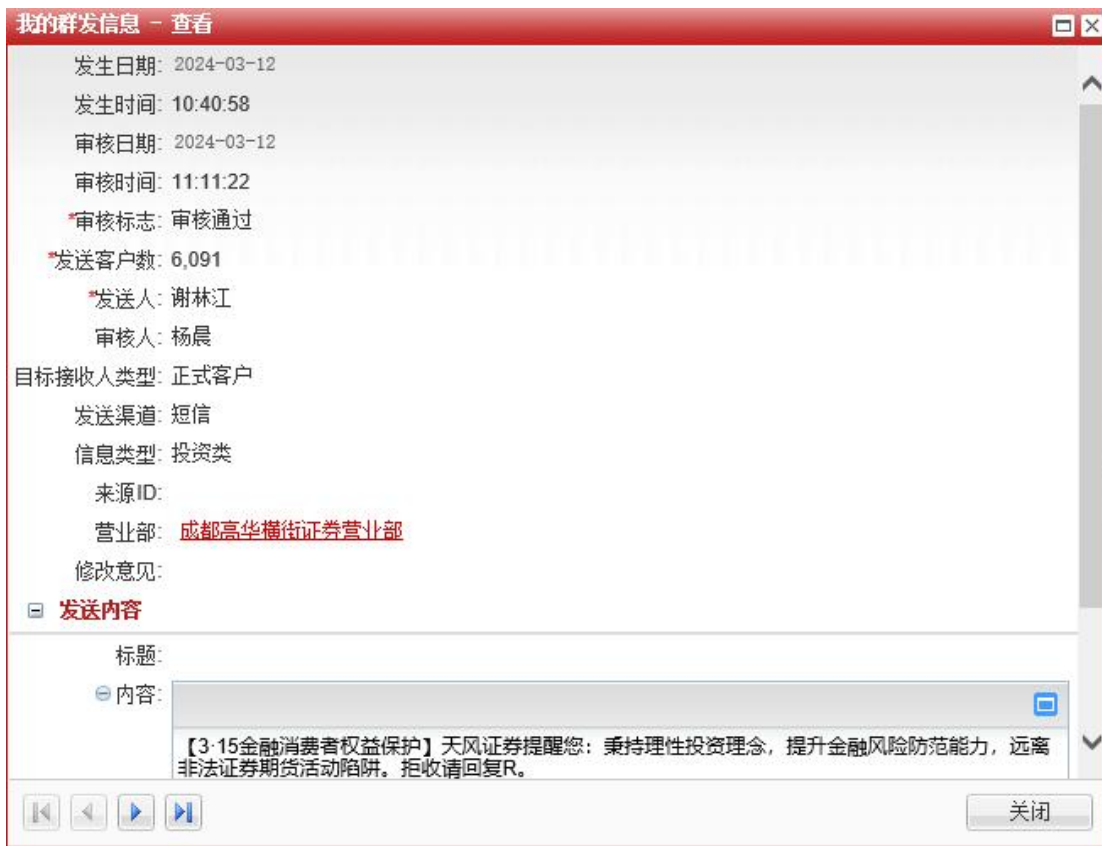 我的群发信息 - 查看
发生日期: 2024-03-12
发生时间: 10:40:58
审核日期: 2024-03-12
审核时间: 11:11:22
*审核标志: 审核通过
*发送客户数: 6,091
*发送人: 谢林江
审核人: 杨晨
目标接收人类型: 正式客户
发送渠道: 短信
信息类型: 投资类
来源ID:
营业部: 成都高华横街证券营业部
修改意见:
发送内容
标题:
内容:
【3·15金融消费者权益保护】天风证券提醒您：秉持理性投资理念，提升金融风险防范能力，远离
非法证券期货活动陷阱。拒收请回复R。
关闭